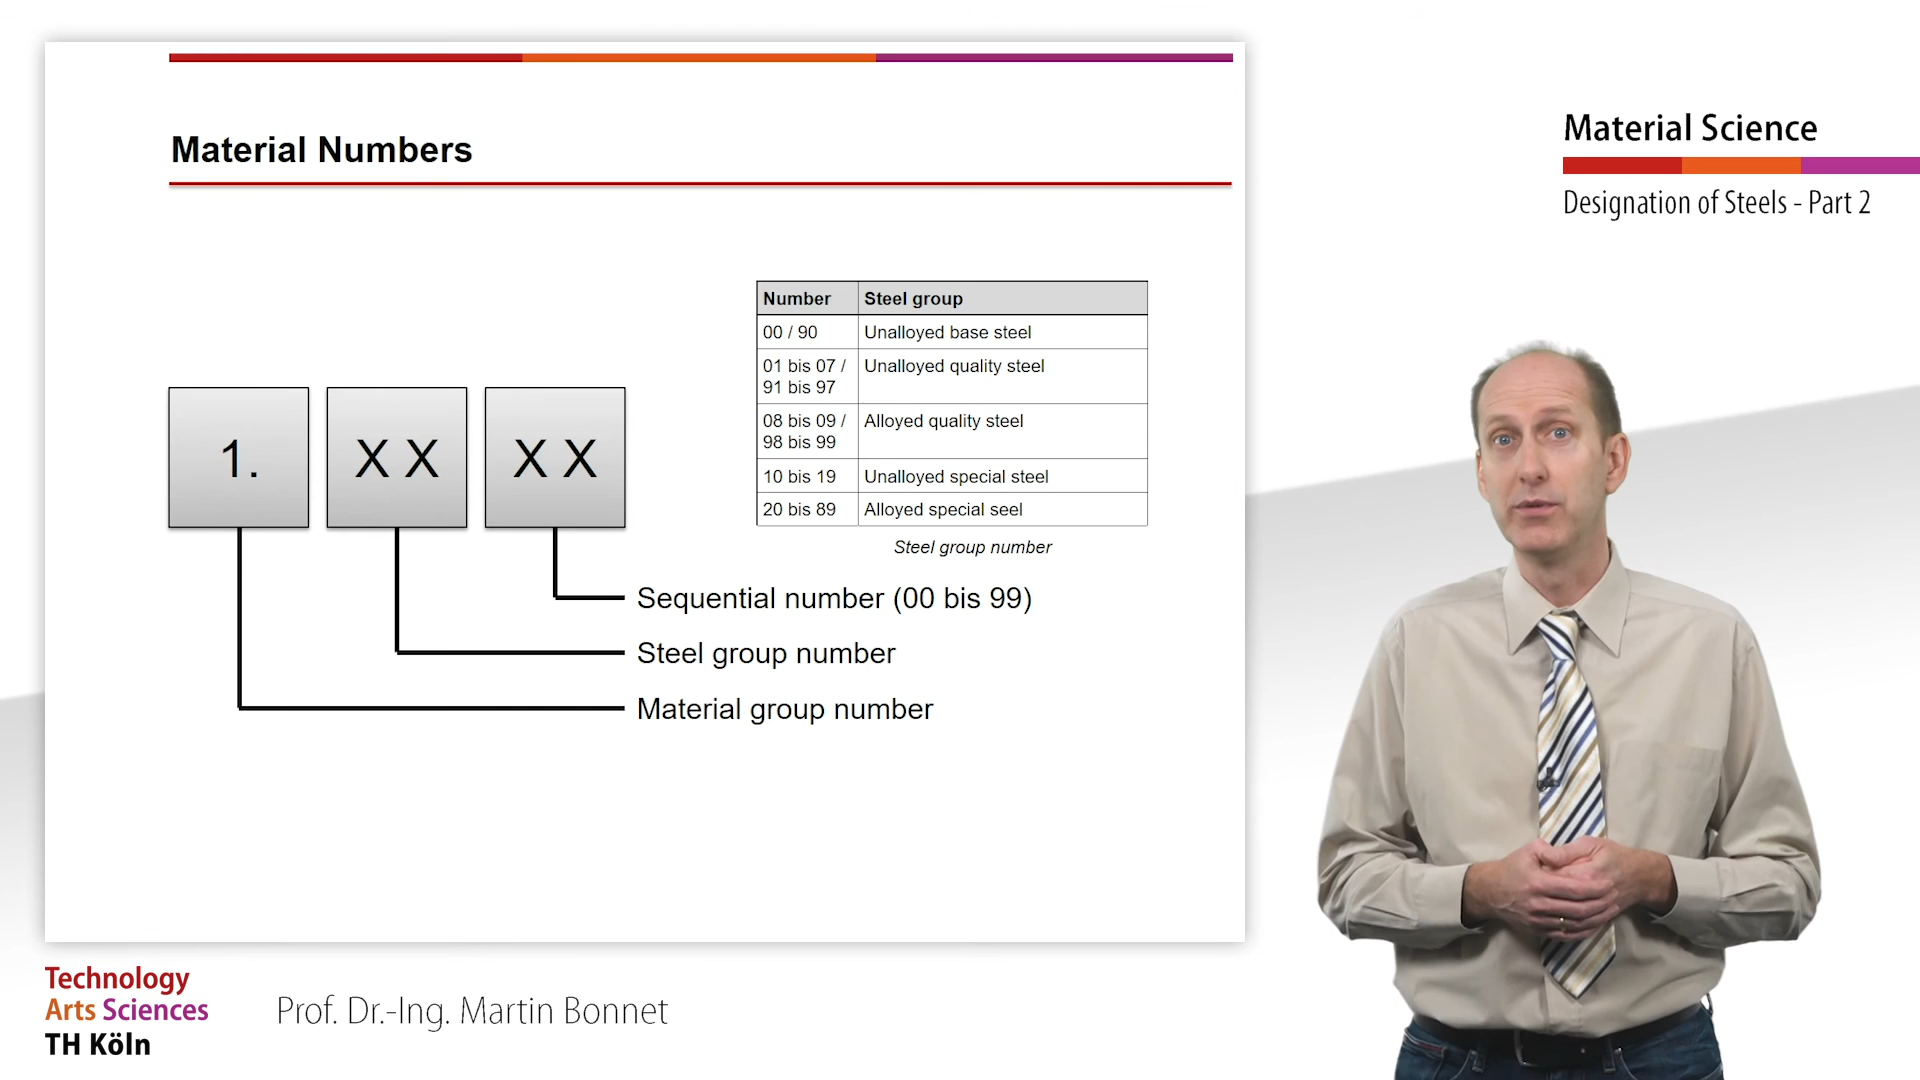 Material Numbers
Number Steel group
00 / 90 Unalloyed base steel
01 bis 07 / Unalloyed quality steel
91 bis 97
08 bis 09 / Alloyed quality steel
98 bis 99
10 bis 19 Unalloyed special steel
20 bis 89 Alloyed special seel
Steel group number
1. X X X X
Sequential number (00 bis 99)
Steel group number
Material group number
Material Science
Designation of Steels - Part 2
Technology
Arts Sciences
TH Köln
Prof. Dr.-Ing. Martin Bonnet